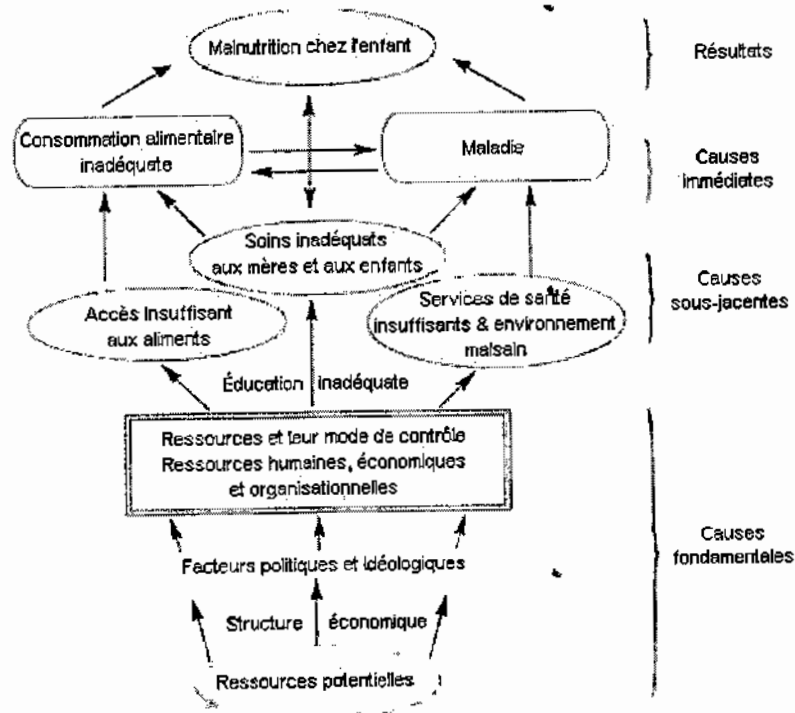 Malnutrition chez l'enfant
Résultats
Consommation alimentaire
inadéquate
Maladie
Causes
immédiates
Soins inadéquats
aux mères et aux enfants
Accès insuffisant
aux aliments
Services de santé
insuffisants & environnement
malsain
Causes
sous-jacentes
Éducation inadéquate
Ressources et leur mode de contrôle
Ressources humaines, économiques
et organisationnelles
Facteurs politiques et idéologiques
Structure économique
Ressources potentielles
Causes
fondamentales